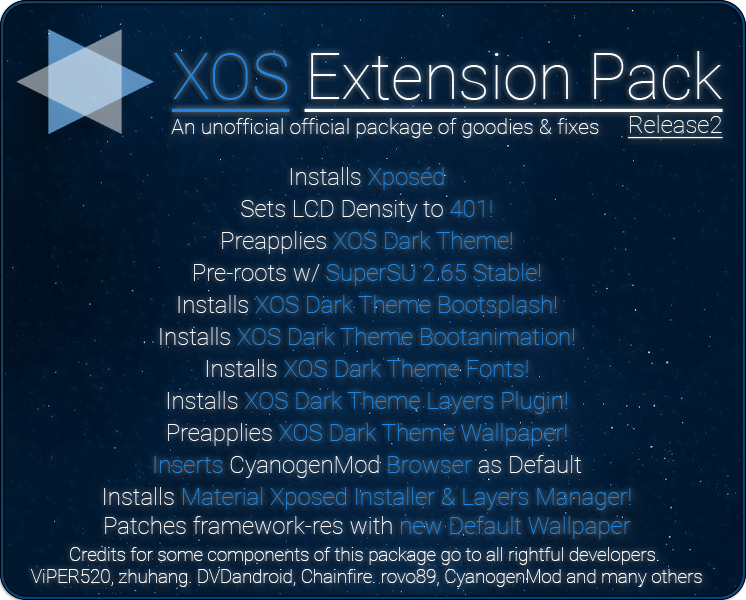 XOS Extension Pack
An unofficial official package of goodies & fixes Release2
Installs Xposéd
Sets LCD Density to 401!
Preapplies XOS Dark Theme!
Pre-roots w/ SuperSU 2.65 Stable!
Installs XOS Dark Theme Bootsplash!
Installs XOS Dark Theme Bootanimation!
Installs XOS Dark Theme Fonts!
Installs XOS Dark Theme Layers Plugin!
Preapplies XOS Dark Theme Wallpaper!
Inserts CyanogenMod Browser as Default
Installs Material Xposed Installer & Layers Manager!
Patches framework-res with new Default Wallpaper
Credits for some components of this package go to all rightful developers.
ViPER520, zhuhang. DVDandroid, Chainfire. rovo89, CyanogenMod and many others